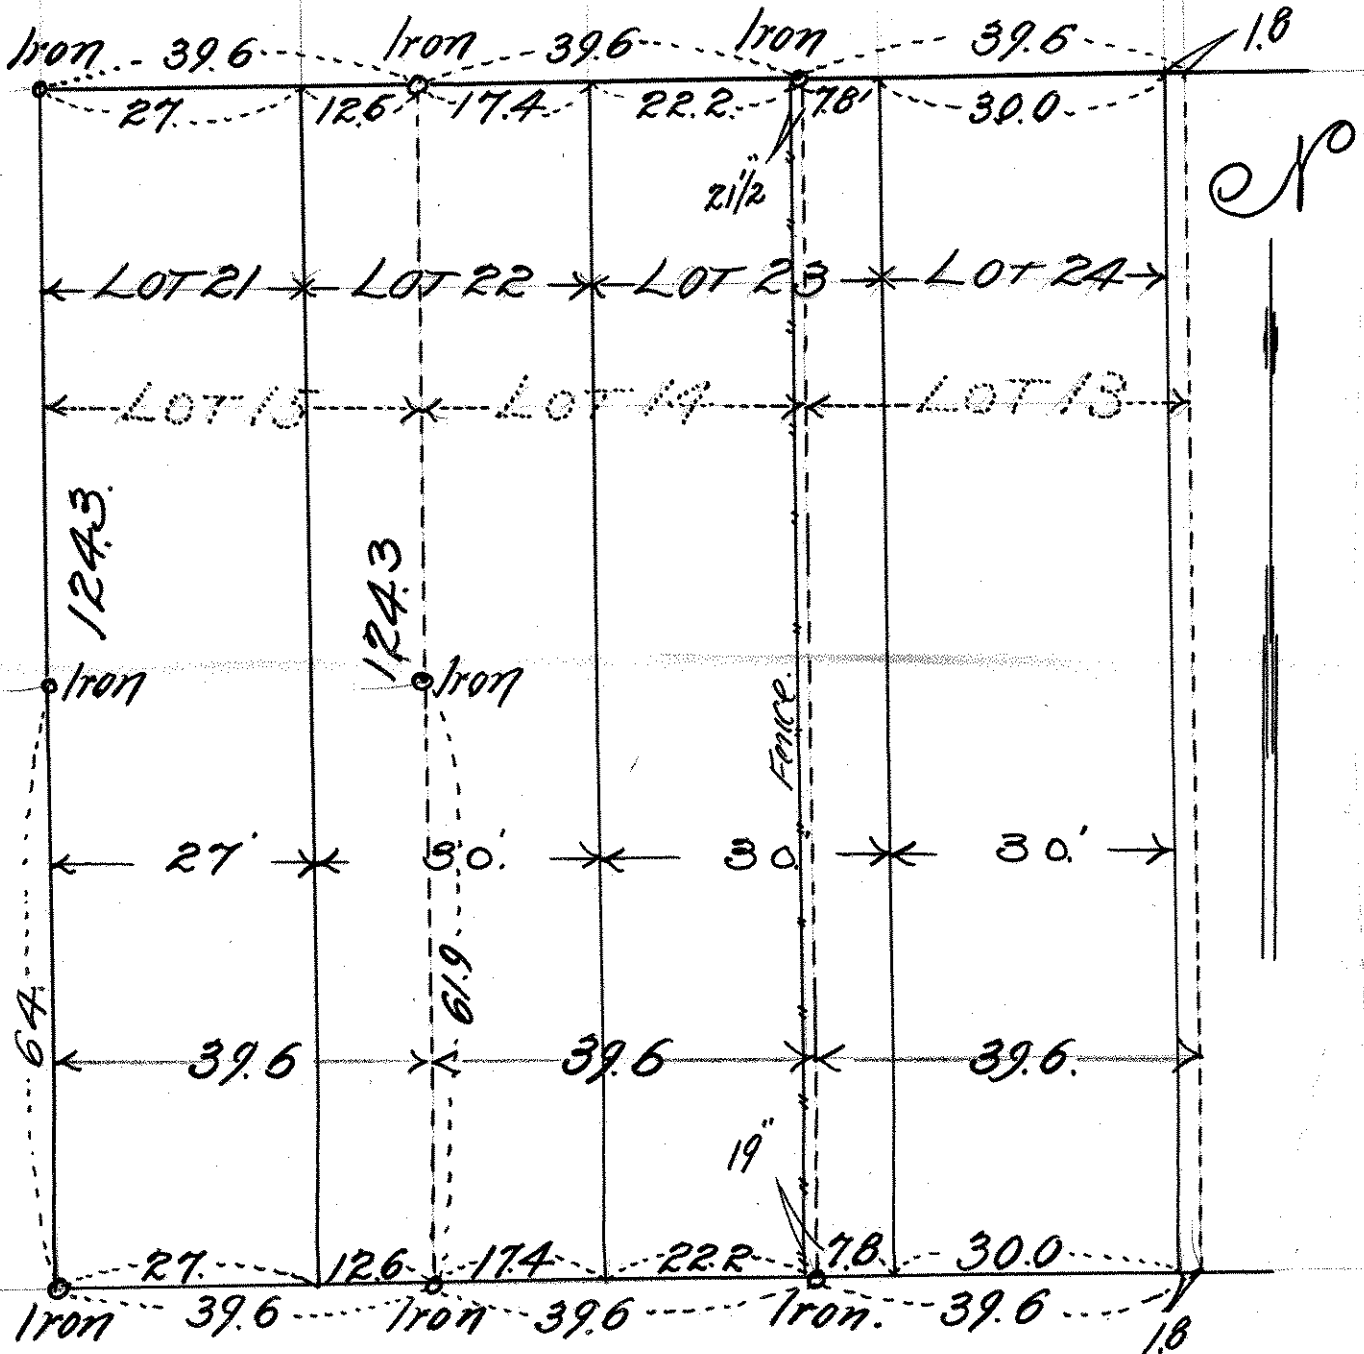 Iron 39.6 Iron 39.6 Iron 39.6 1.8
27. 12.6 17.4 22.2. 7.8' 30.0
N
21 1/2"
LOT 21 LOT 22 LOT 23 LOT 24
LOT 15 LOT 14 LOT 13
124.3.
124.3
Iron Iron
Fence.
27' 30.' 30. 30.'
64.
61.9
39.6 39.6 39.6.
19"
27. 12.6 17.4 22.2 7.8 30.0
Iron 39.6 Iron 39.6 Iron. 39.6
1.8